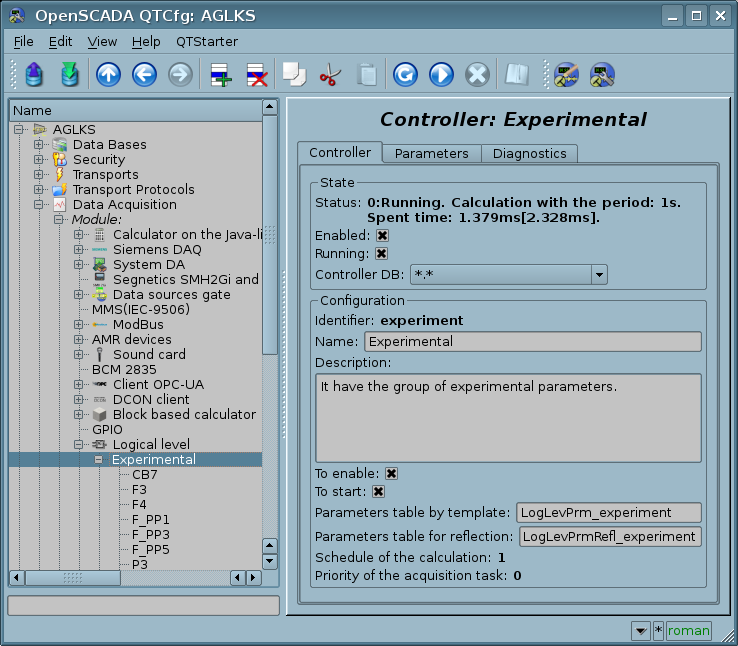 OpenSCADA QTCfg: AGLKS
File Edit View Help QTStarter
Name
AGLKS
Data Bases
Security
Transports
Transport Protocols
Data Acquisition
Module:
Calculator on the Java-li
Siemens DAQ
System DA
Segnetics SMH2Gi and
Data sources gate
MMS(IEC-9506)
ModBus
AMR devices
Sound card
BCM 2835
Client OPC-UA
DCON client
Block based calculator
GPIO
Logical level
Experimental
CB7
F3
F4
F_PP1
F_PP3
F_PP5
P3
Controller: Experimental
Controller Parameters Diagnostics
State
Status: 0:Running. Calculation with the period: 1s.
Spent time: 1.379ms[2.328ms].
Enabled:
Running:
Controller DB: *.*
Configuration
Identifier: experiment
Name: Experimental
Description:
It have the group of experimental parameters.
To enable:
To start:
Parameters table by template: LogLevPrm_experiment
Parameters table for reflection: LogLevPrmRefl_experiment
Schedule of the calculation: 1
Priority of the acquisition task: 0
* roman